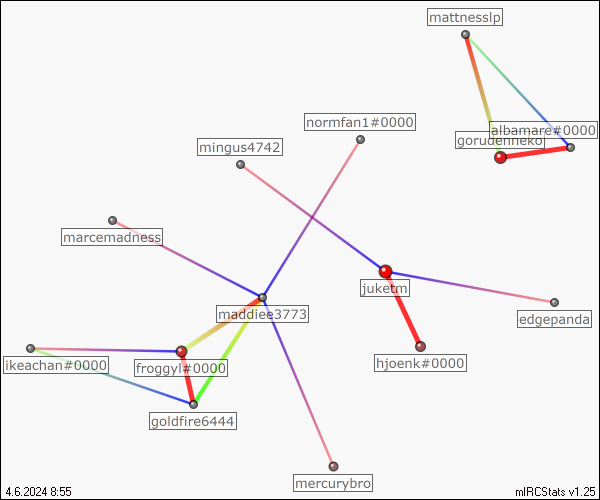 mattnesslp
normfan1#0000
albamare#0000
gorudenneko
mingus4742
marcemadness
juketm
maddiee3773
edgepanda
ikeachan#0000
froggyl#0000
hjoenk#0000
goldfire6444
mercurybro
4.6.2024 8:55
mIRCStats v1.25